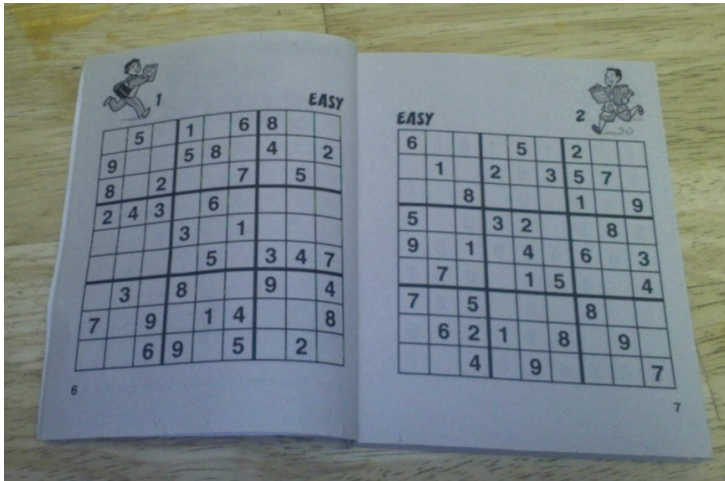 1
EASY
5 1 6 8
9 5 8 4 2
8 2 7 5
2 4 3 6
3 1
5 3 4 7
3 8 9 4
7 9 1 4 8
6 9 5 2
6
EASY
2
6 5 2
1 2 3 5 7
8 1 9
5 3 2 8
9 1 4 6 3
7 1 5 4
7 5 8
6 2 1 8 9
4 9 7
7